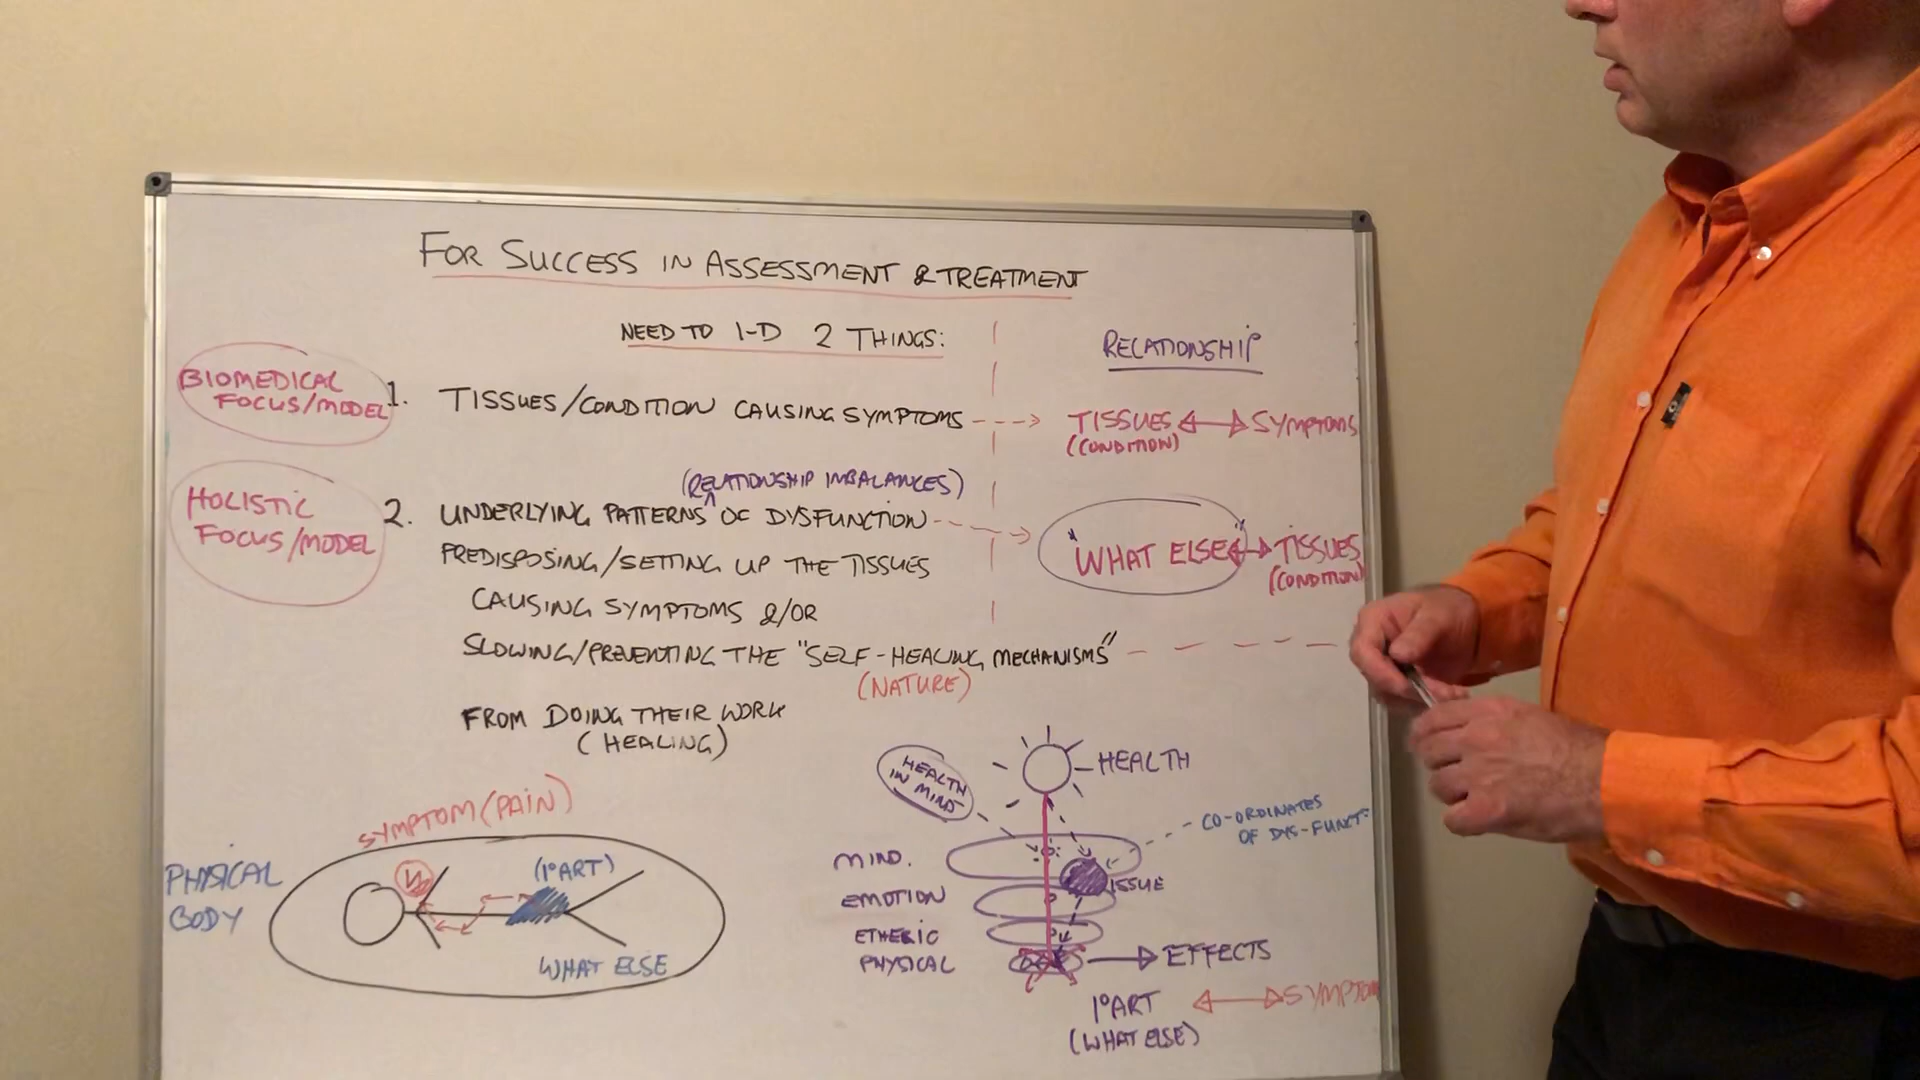 FOR SUCCESS IN ASSESSMENT & TREATMENT
NEED TO I-D 2 THINGS:
RELATIONSHIP
BIOMEDICAL
FOCUS/MODEL
1. TISSUES/CONDITION CAUSING SYMPTOMS
TISSUES SYMPTOMS
(CONDITION)
(RELATIONSHIP IMBALANCES)
HOLISTIC
FOCUS/MODEL
2. UNDERLYING PATTERNS OF DYSFUNCTION
PREDISPOSING/SETTING UP THE TISSUES
CAUSING SYMPTOMS &/OR
SLOWING/PREVENTING THE "SELF-HEALING MECHANISMS"
(NATURE)
FROM DOING THEIR WORK
(HEALING)
"WHAT ELSE" TISSUES
(CONDITION)
SYMPTOM (PAIN)
PHYSICAL
BODY
(1°ART)
WHAT ELSE
HEALTH
IN MIND
HEALTH
CO-ORDINATES
OF DYS-FUNCT
MIND.
ISSUE
EMOTION
ETHERIC
PHYSICAL
EFFECTS
1°ART SYMPTOM
(WHAT ELSE)